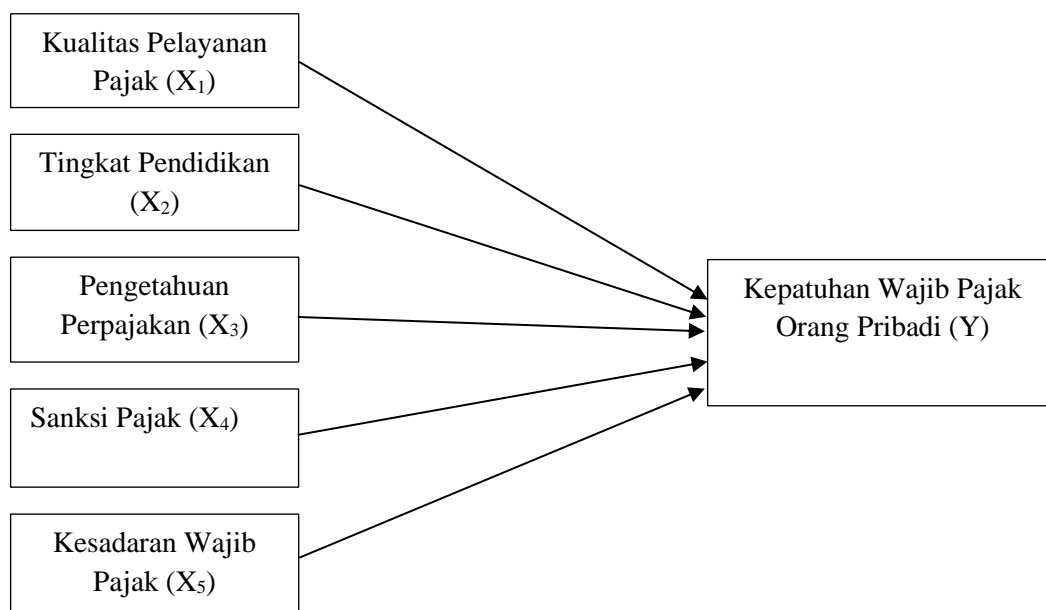 Kualitas Pelayanan
Pajak (X₁)
Tingkat Pendidikan
(X₂)
Pengetahuan
Perpajakan (X₃)
Sanksi Pajak (X₄)
Kesadaran Wajib
Pajak (X₅)
Kepatuhan Wajib Pajak
Orang Pribadi (Y)